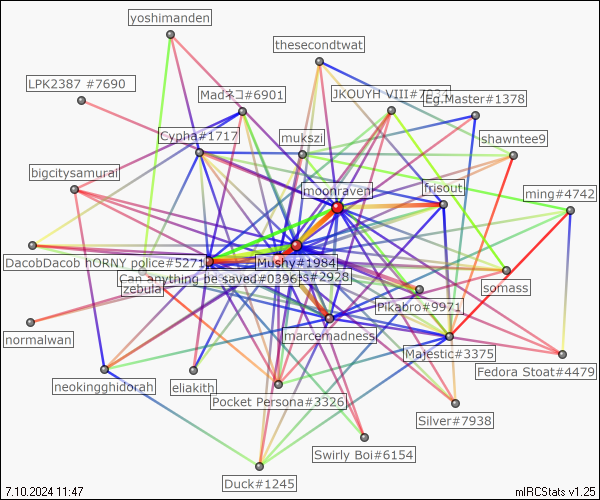 yoshimanden
thesecondtwat
LPK2387 #7690
Madネコ#6901
JKOUYH VIII#7
Eg.Master#1378
Cypha#1717
mukszi
shawntee9
bigcitysamurai
moonraven
frisout
ming#4742
DacobDacob hORNY police#5271
Mushy#1984
Can anything be saved#0396
#2928
zebula
somass
Pikabro#9971
normalwan
marcemadness
Majestic#3375
Fedora Stoat#4479
neokingghidorah
eliakith
Pocket Persona#3326
Silver#7938
Swirly Boi#6154
Duck#1245
7.10.2024 11:47
mIRCStats v1.25